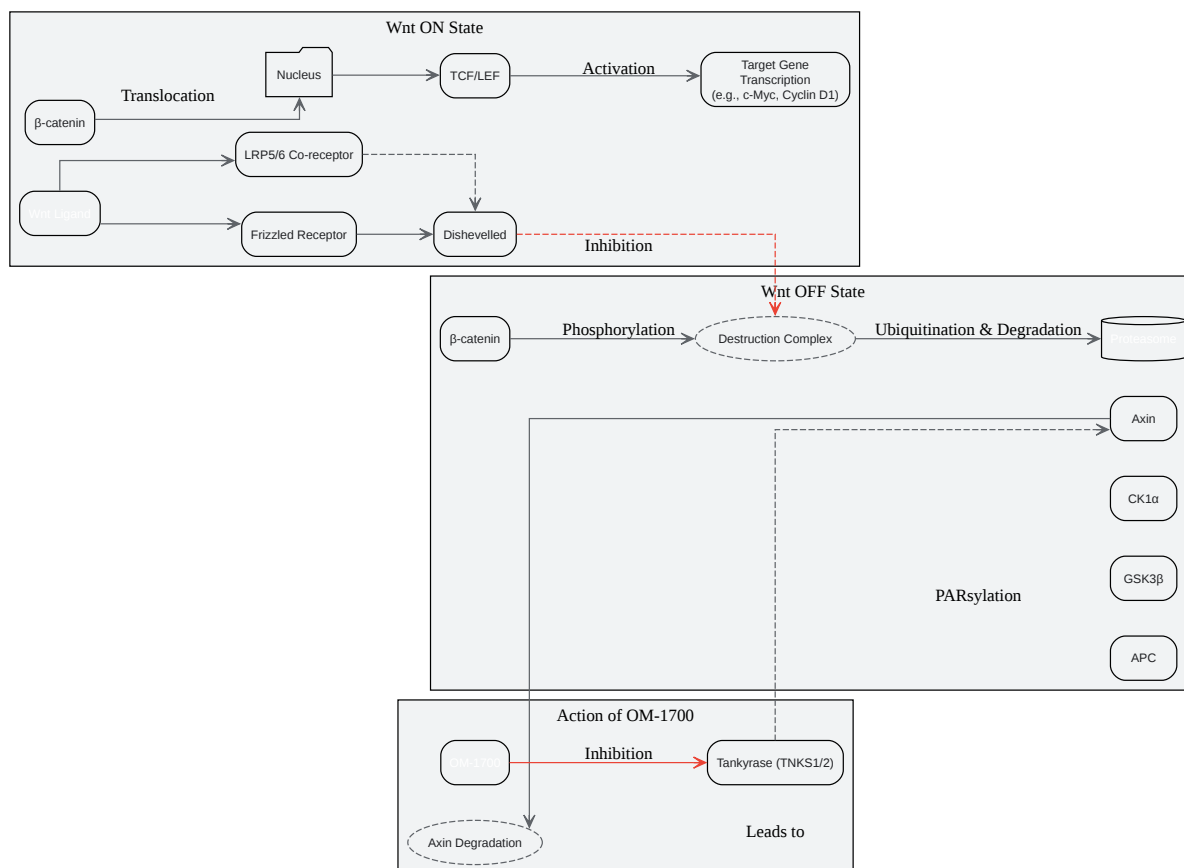 Wnt ON State
Nucleus
TCF/LEF
Activation
Target Gene
Transcription
(e.g., c-Myc, Cyclin D1)
Translocation
β-catenin
LRP5/6 Co-receptor
Wnt Ligand
Frizzled Receptor
Dishevelled
Inhibition
Wnt OFF State
β-catenin
Phosphorylation
Destruction Complex
Ubiquitination & Degradation
Proteasome
Axin
CK1α
GSK3β
PARsylation
APC
Action of OM-1700
OM-1700
Inhibition
Tankyrase (TNKS1/2)
Leads to
Axin Degradation